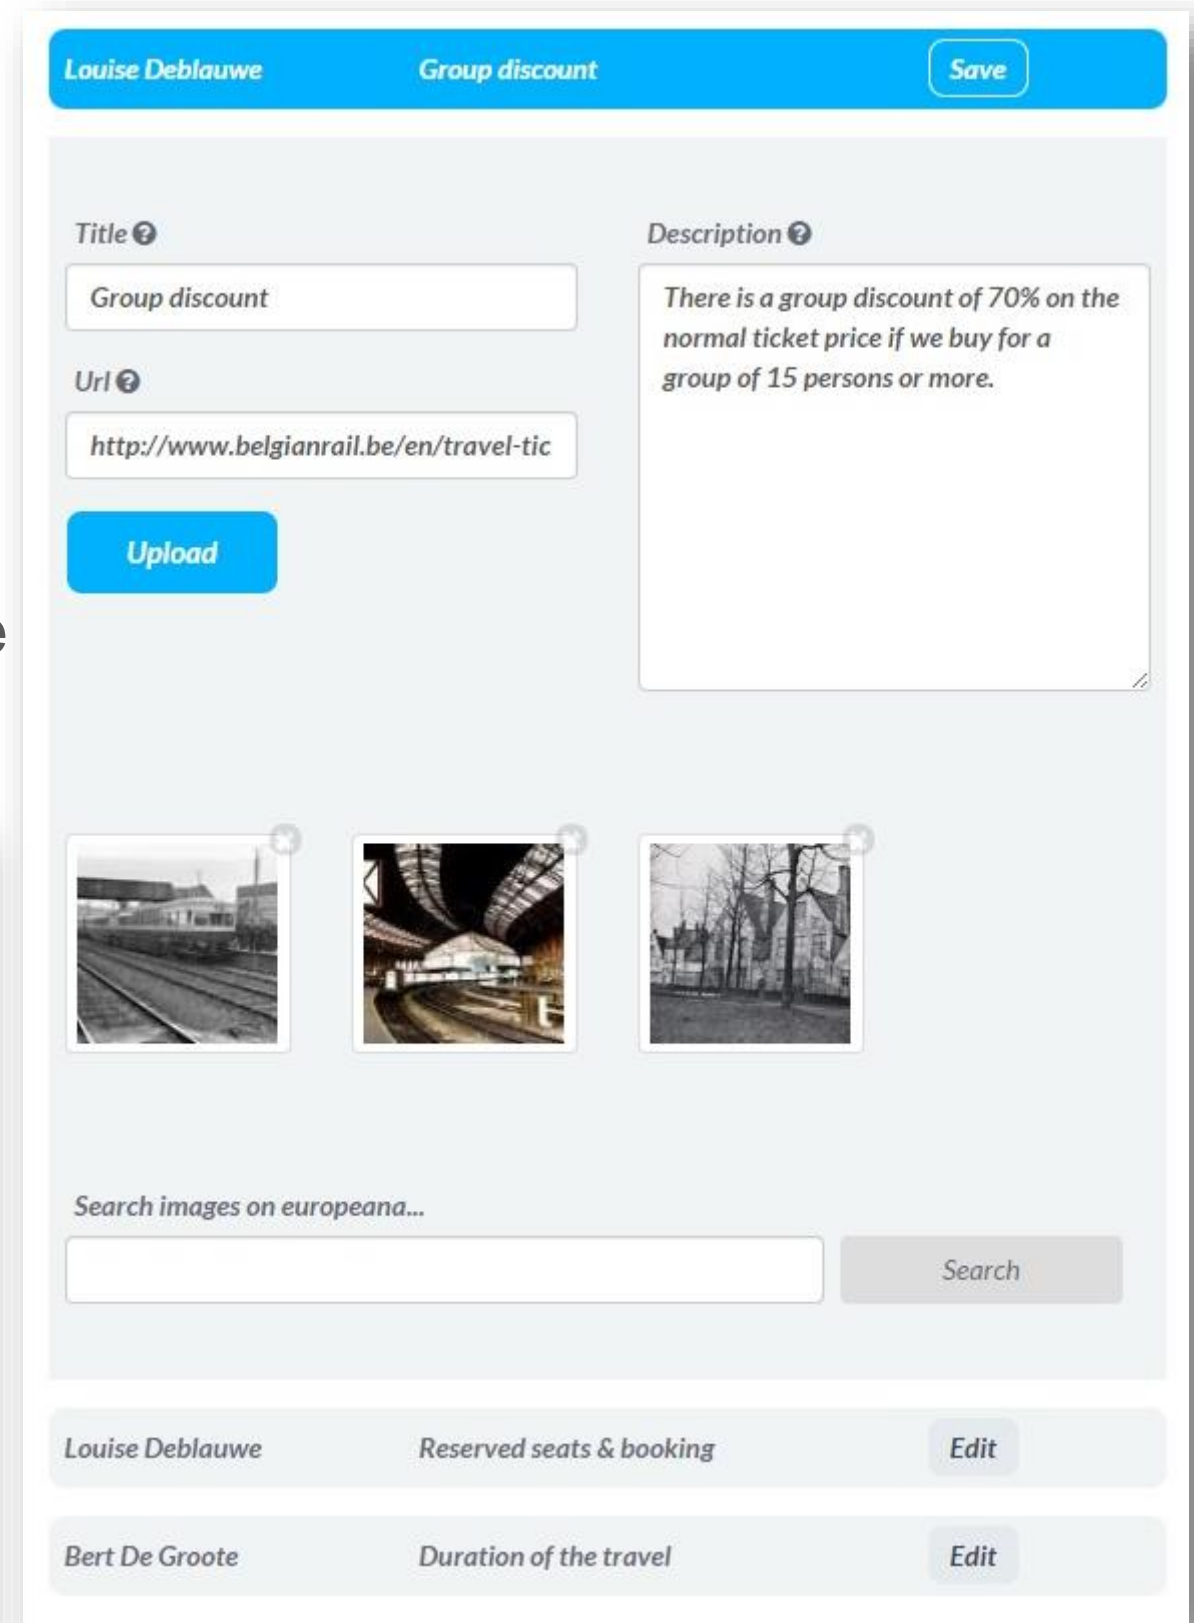 Louise Deblauwe Group discount Save
Title
Group discount
Url
http://www.belgianrail.be/en/travel-tic
Upload
Description
There is a group discount of 70% on the
normal ticket price if we buy for a
group of 15 persons or more.
e
Search images on europeana...
Search
Louise Deblauwe Reserved seats & booking Edit
Bert De Groote Duration of the travel Edit